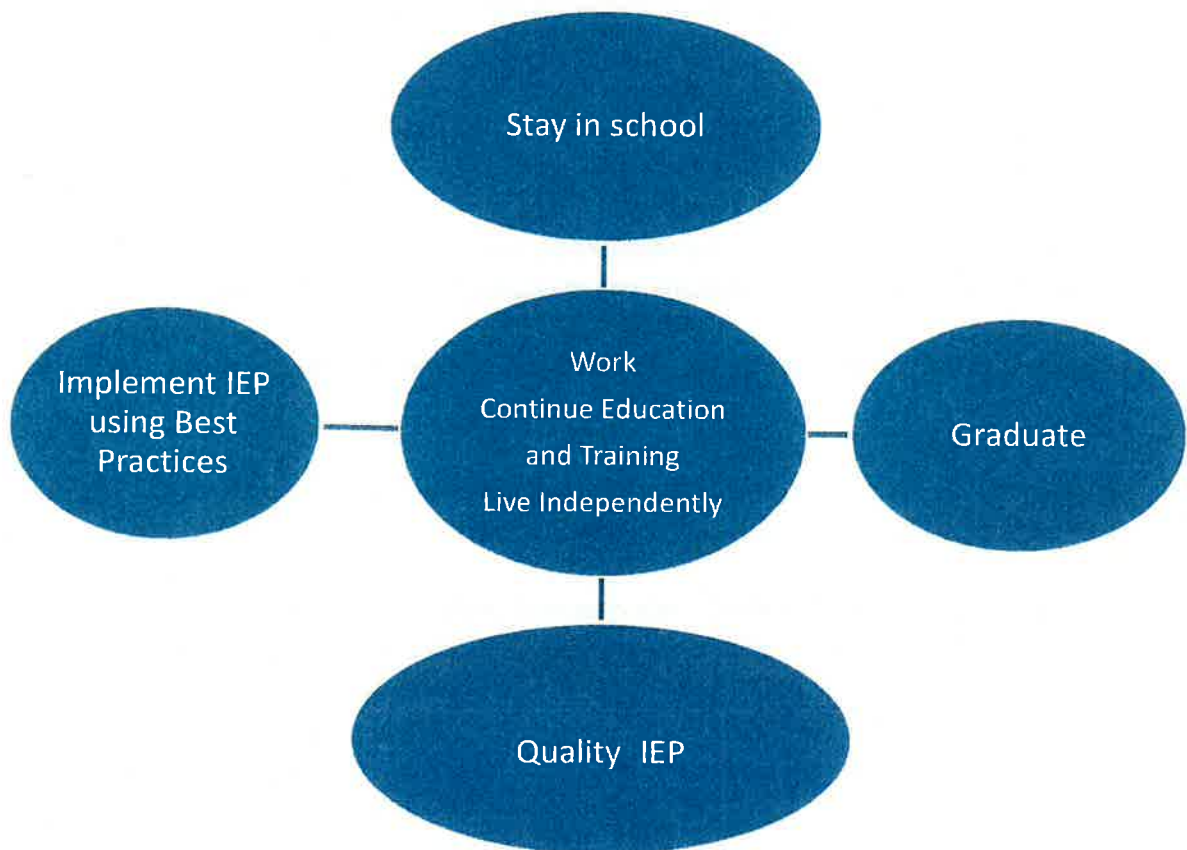 Stay in school
Implement IEP
using Best
Practices
Work
Continue Education
and Training
Live Independently
Graduate
Quality IEP